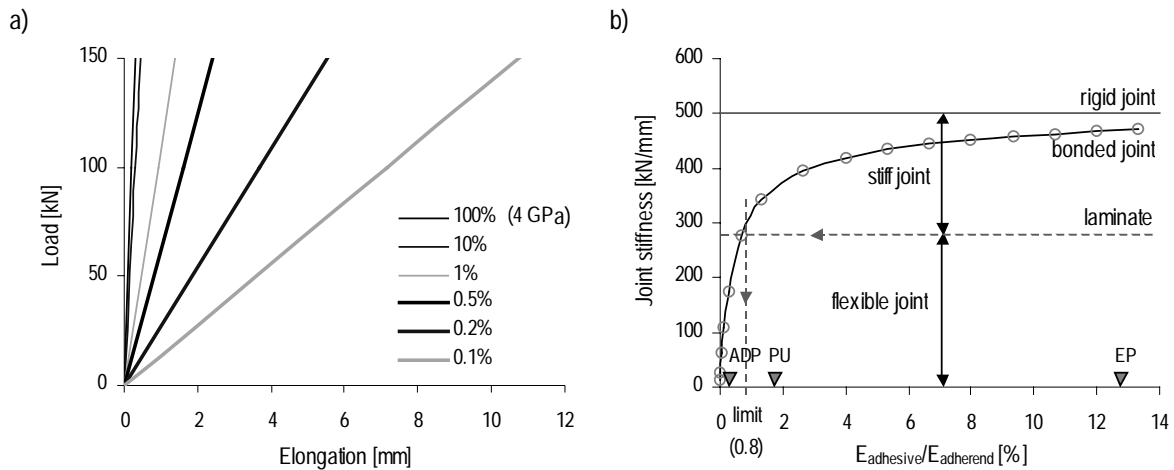 a)
150
100
50
0
Load [kN]
0 2 4 6 8 10 12
Elongation [mm]
100% (4 GPa)
10%
1%
0.5%
0.2%
0.1%
b)
600
500
400
300
200
100
0
Joint stiffness [kN/mm]
rigid joint
bonded joint
stiff joint
laminate
flexible joint
ADP PU EP
0 2 4 6 8 10 12 14
limit
(0.8)
Eadhesive/Eadherend [%]